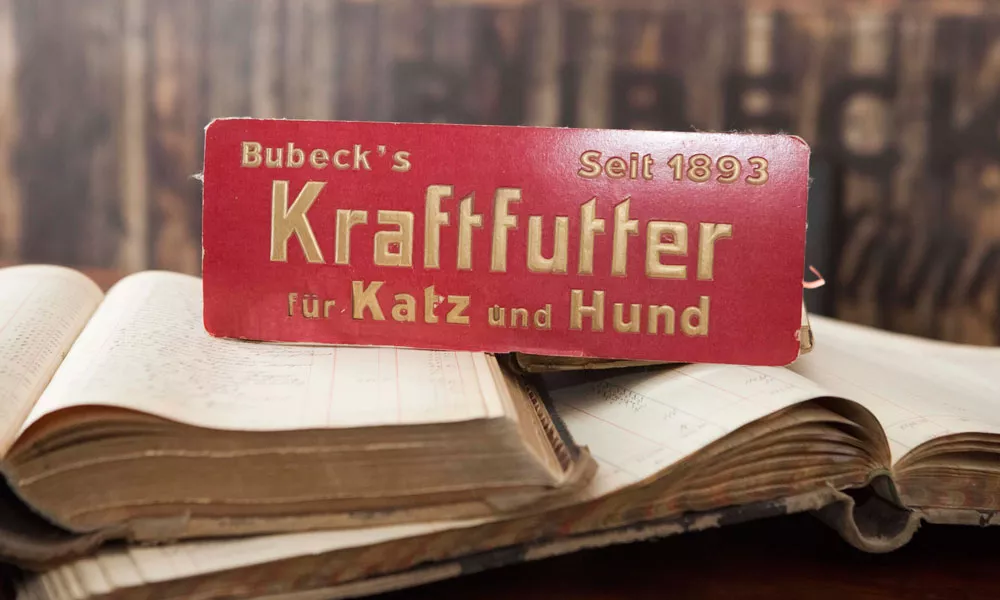 Bubeck's Seit 1893
Kraftfutter
für Katz und Hund